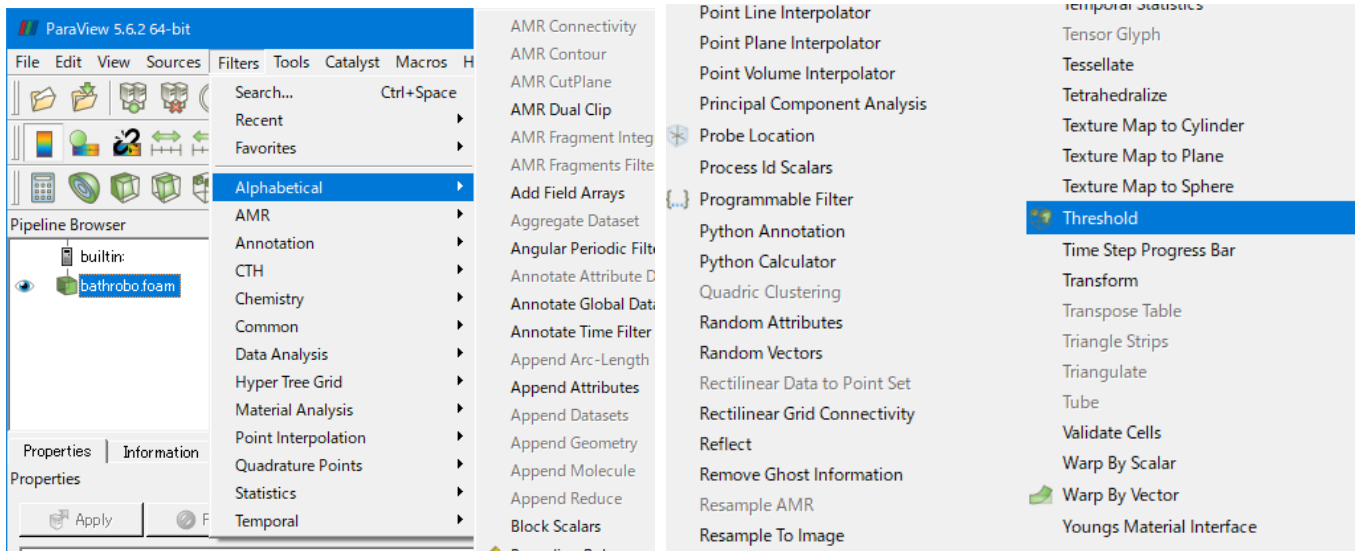 ParaView 5.6.2 64-bit
File Edit View Sources Filters Tools Catalyst Macros H
Search... Ctrl+Space
Recent
Favorites
Alphabetical
AMR
Annotation
CTH
Chemistry
Common
Data Analysis
Hyper Tree Grid
Material Analysis
Point Interpolation
Quadrature Points
Statistics
Temporal
Pipeline Browser
builtin:
bathrobo.foam
Properties Information
Properties
Apply
AMR Connectivity
AMR Contour
AMR CutPlane
AMR Dual Clip
AMR Fragment Integ
AMR Fragments Filte
Add Field Arrays
Aggregate Dataset
Angular Periodic Filt
Annotate Attribute D
Annotate Global Data
Annotate Time Filter
Append Arc-Length
Append Attributes
Append Datasets
Append Geometry
Append Molecule
Append Reduce
Block Scalars
Point Line Interpolator
Point Plane Interpolator
Point Volume Interpolator
Principal Component Analysis
Probe Location
Process Id Scalars
{...} Programmable Filter
Python Annotation
Python Calculator
Quadric Clustering
Random Attributes
Random Vectors
Rectilinear Data to Point Set
Rectilinear Grid Connectivity
Reflect
Remove Ghost Information
Resample AMR
Resample To Image
Temporal Statistics
Tensor Glyph
Tessellate
Tetrahedralize
Texture Map to Cylinder
Texture Map to Plane
Texture Map to Sphere
Threshold
Time Step Progress Bar
Transform
Transpose Table
Triangle Strips
Triangulate
Tube
Validate Cells
Warp By Scalar
Warp By Vector
Youngs Material Interface